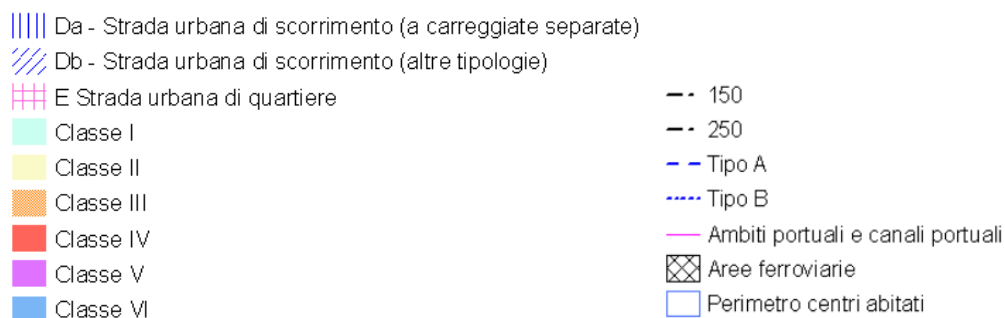 Da - Strada urbana di scorrimento (a carreggiate separate)
Db - Strada urbana di scorrimento (altre tipologie)
E Strada urbana di quartiere
Classe I
Classe II
Classe III
Classe IV
Classe V
Classe VI
150
250
Tipo A
Tipo B
Ambiti portuali e canali portuali
Aree ferroviarie
Perimetro centri abitati